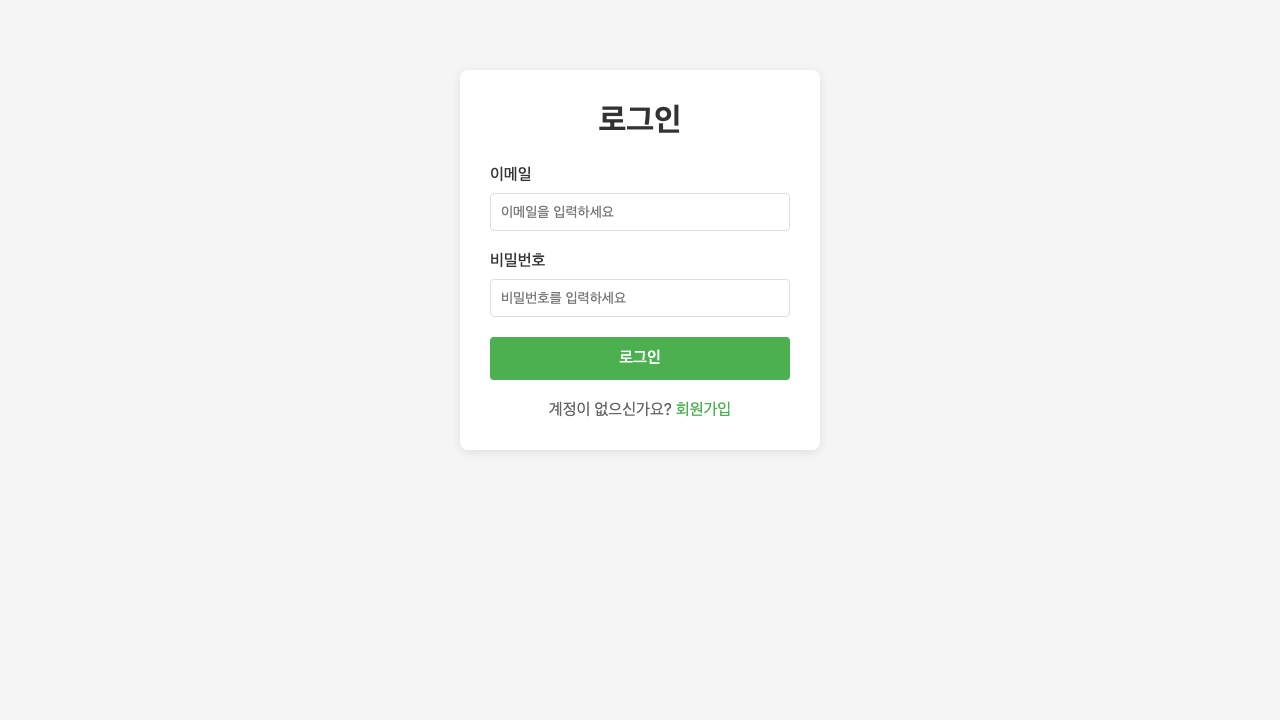 로그인
이메일
이메일을 입력하세요
비밀번호
비밀번호를 입력하세요
로그인
계정이 없으신가요? 회원가입